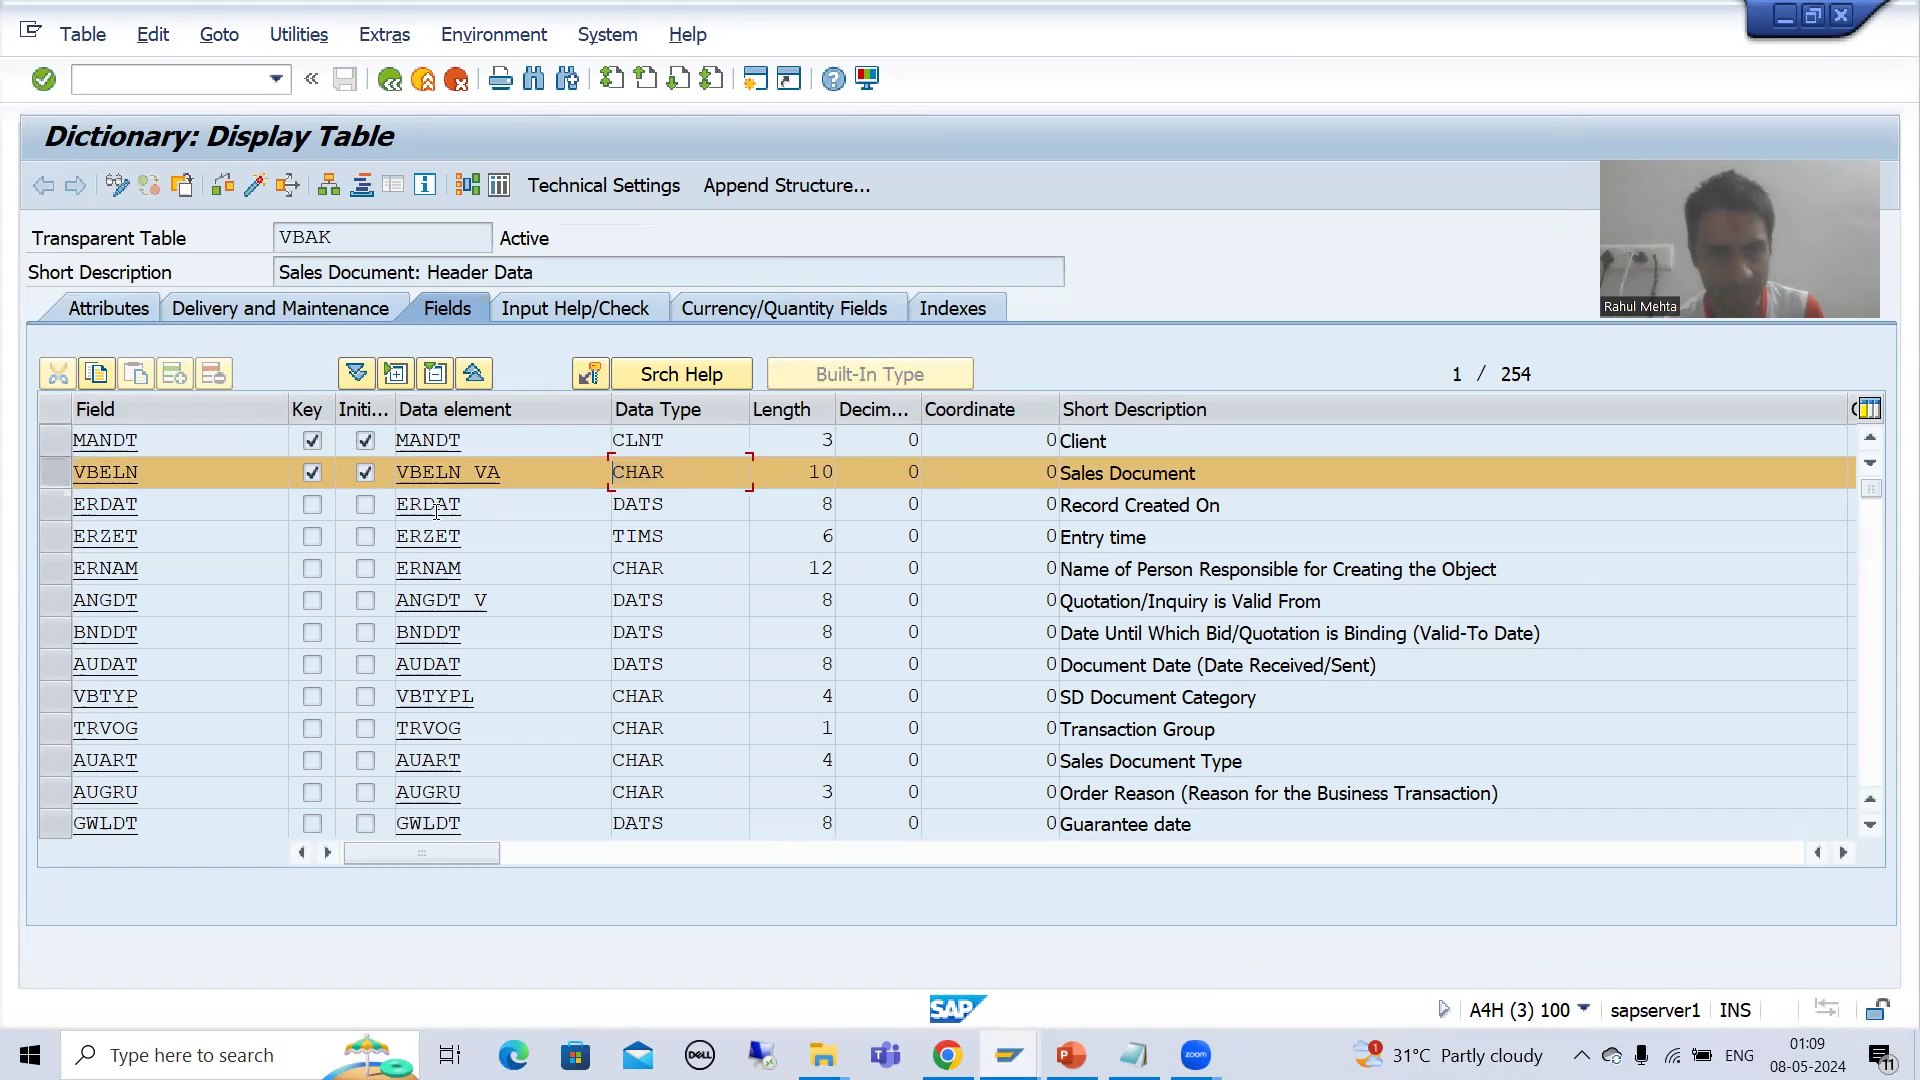 Table Edit Goto Utilities Extras Environment System Help
Dictionary: Display Table
Technical Settings Append Structure...
Transparent Table VBAK Active
Short Description Sales Document: Header Data
Attributes Delivery and Maintenance Fields Input Help/Check Currency/Quantity Fields Indexes
Rahul Mehta
Srch Help Built-In Type 1 / 254
Field Key Initi... Data element Data Type Length Decim... Coordinate Short Description
MANDT MANDT CLNT 3 0 0 Client
VBELN VBELN VA CHAR 10 0 0 Sales Document
ERDAT ERDAT DATS 8 0 0 Record Created On
ERZET ERZET TIMS 6 0 0 Entry time
ERNAM ERNAM CHAR 12 0 0 Name of Person Responsible for Creating the Object
ANGDT ANGDT V DATS 8 0 0 Quotation/Inquiry is Valid From
BNDDT BNDDT DATS 8 0 0 Date Until Which Bid/Quotation is Binding (Valid-To Date)
AUDAT AUDAT DATS 8 0 0 Document Date (Date Received/Sent)
VBTYP VBTYPL CHAR 4 0 0 SD Document Category
TRVOG TRVOG CHAR 1 0 0 Transaction Group
AUART AUART CHAR 4 0 0 Sales Document Type
AUGRU AUGRU CHAR 3 0 0 Order Reason (Reason for the Business Transaction)
GWLDT GWLDT DATS 8 0 0 Guarantee date
SAP
A4H (3) 100 sapserver1 INS
Type here to search
DELL
zoom
1
31°C Partly cloudy
ENG
01:09
08-05-2024
11